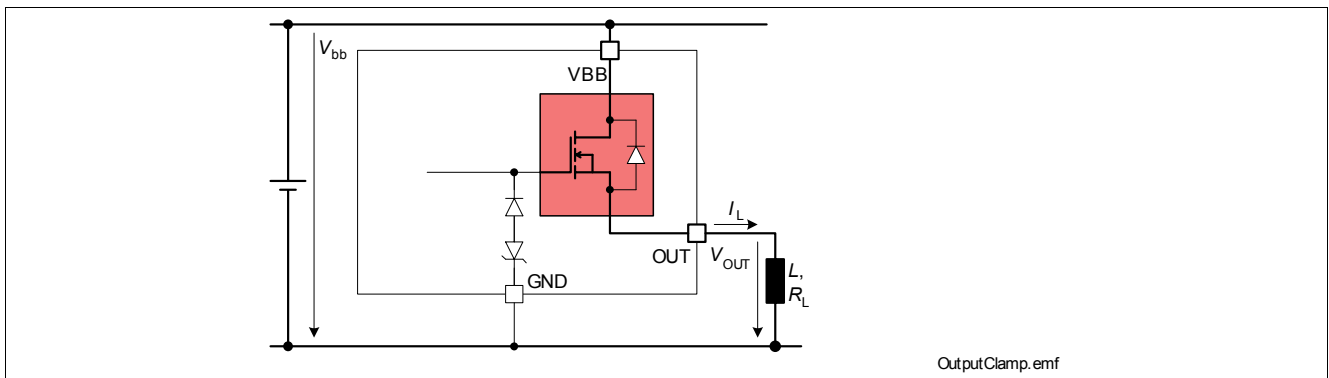 Vbb
VBB
IL
OUT
VOUT
L,
RL
GND
OutputClamp.emf